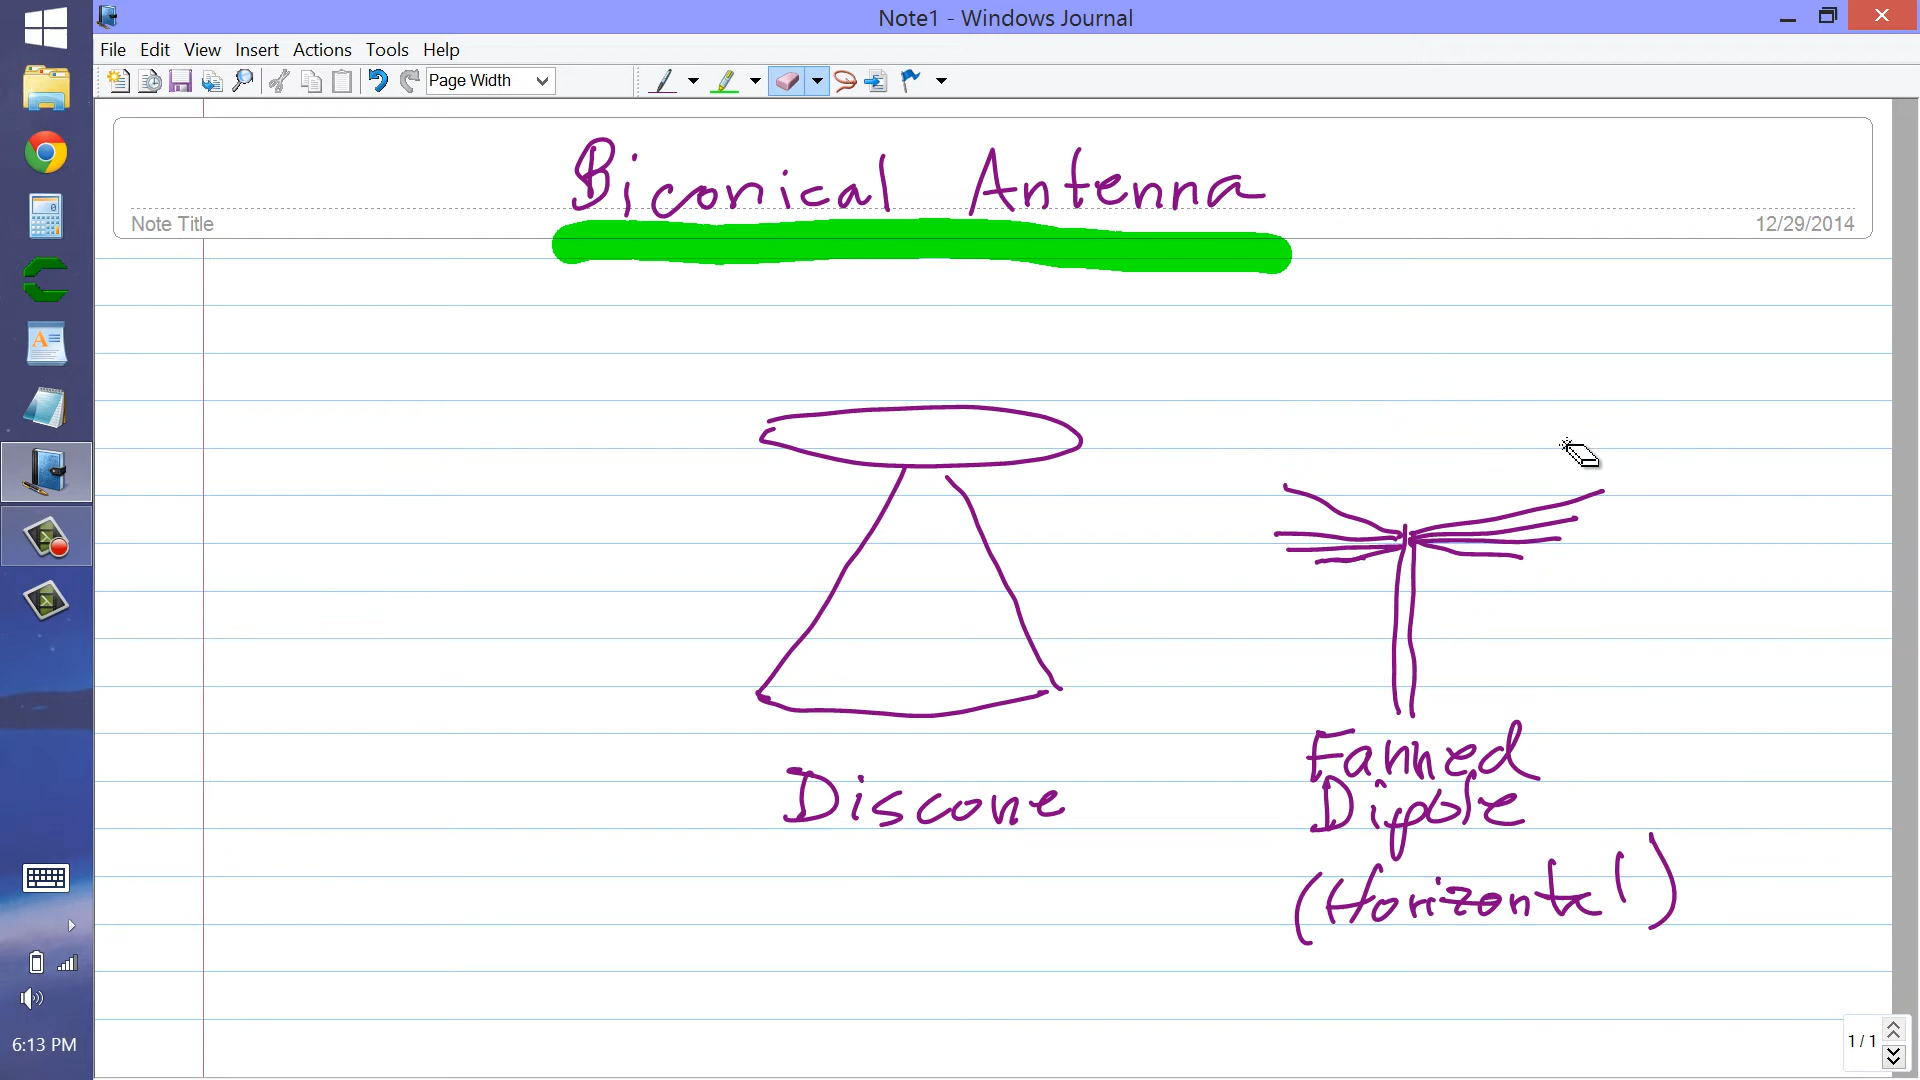 Note1 - Windows Journal
File Edit View Insert Actions Tools Help
Page Width
Biconical Antenna
Note Title
12/29/2014
Discone
Fanned
Dipole
(Horizontal)
6:13 PM
1 / 1